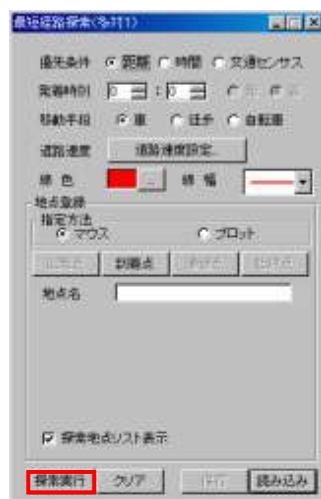 最短経路探索(多対1)
優先条件 距離 時間 交通センサス
発着時刻 0 : 0
移動手段 車 徒歩 自転車
道路速度 道路速度設定...
線 色 ... 線 幅
地点登録
指定方法
マウス プロット
到着点
地点名
探索地点リスト表示
探索実行 クリア 読み込み